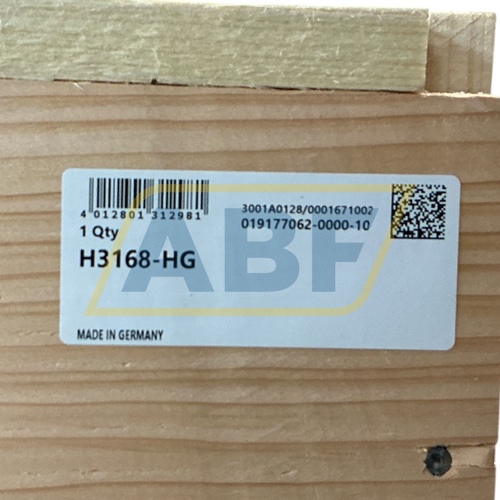 4 012801 312981
1 Qty
H3168-HG
3001A0128/0001671002
019177062-0000-10
ABF
MADE IN GERMANY